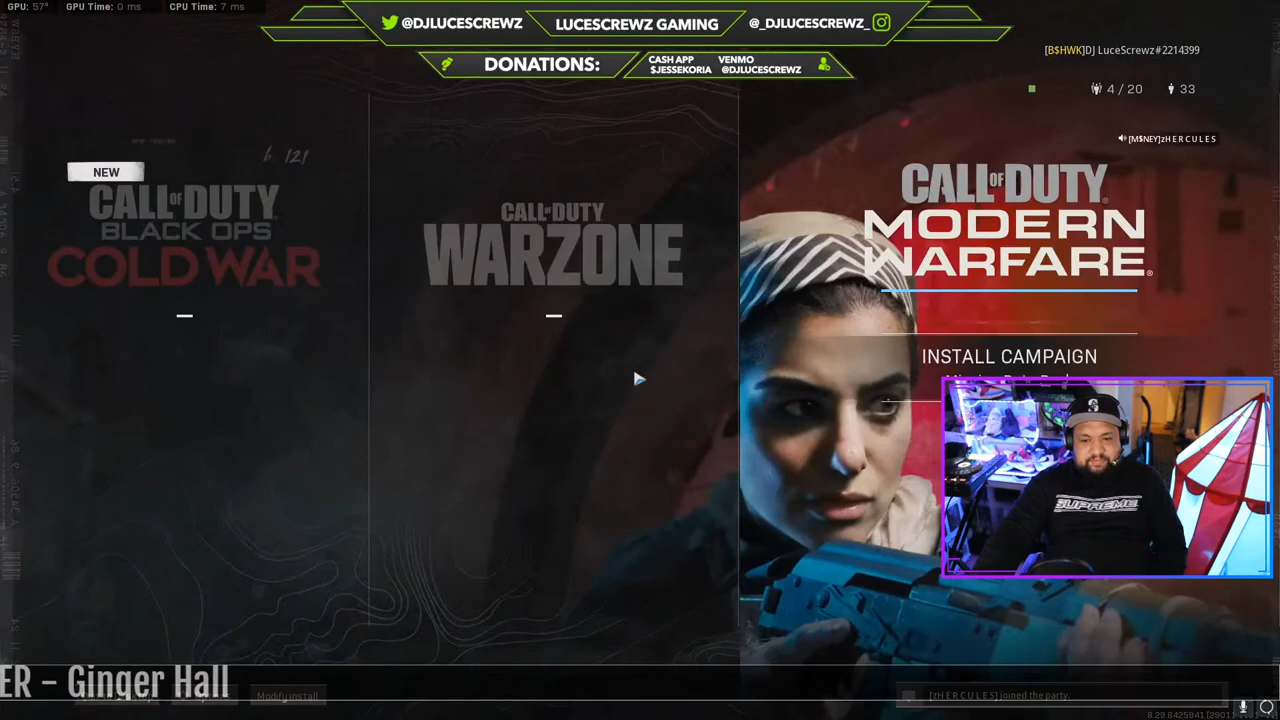 GPU: 57° GPU Time: 0 ms CPU Time: 7 ms
@DJLUCESCREWZ
LUCESCREWZ GAMING
@_DJLUCESCREWZ_
DONATIONS:
CASH APP
$JESSEKORIA
VENMO
@DJLUCESCREWZ
[B$HWK]DJ LuceScrewz#2214399
4 / 20 33
[M$NEY]zHERCULES
NEW
CALL OF DUTY
BLACK OPS
COLD WAR
CALL OF DUTY
WARZONE
CALL OF DUTY®
MODERN
WARFARE®
INSTALL CAMPAIGN
SUPREME
ER - Ginger Hall
Modify install
[zHERCULES] joined the party.